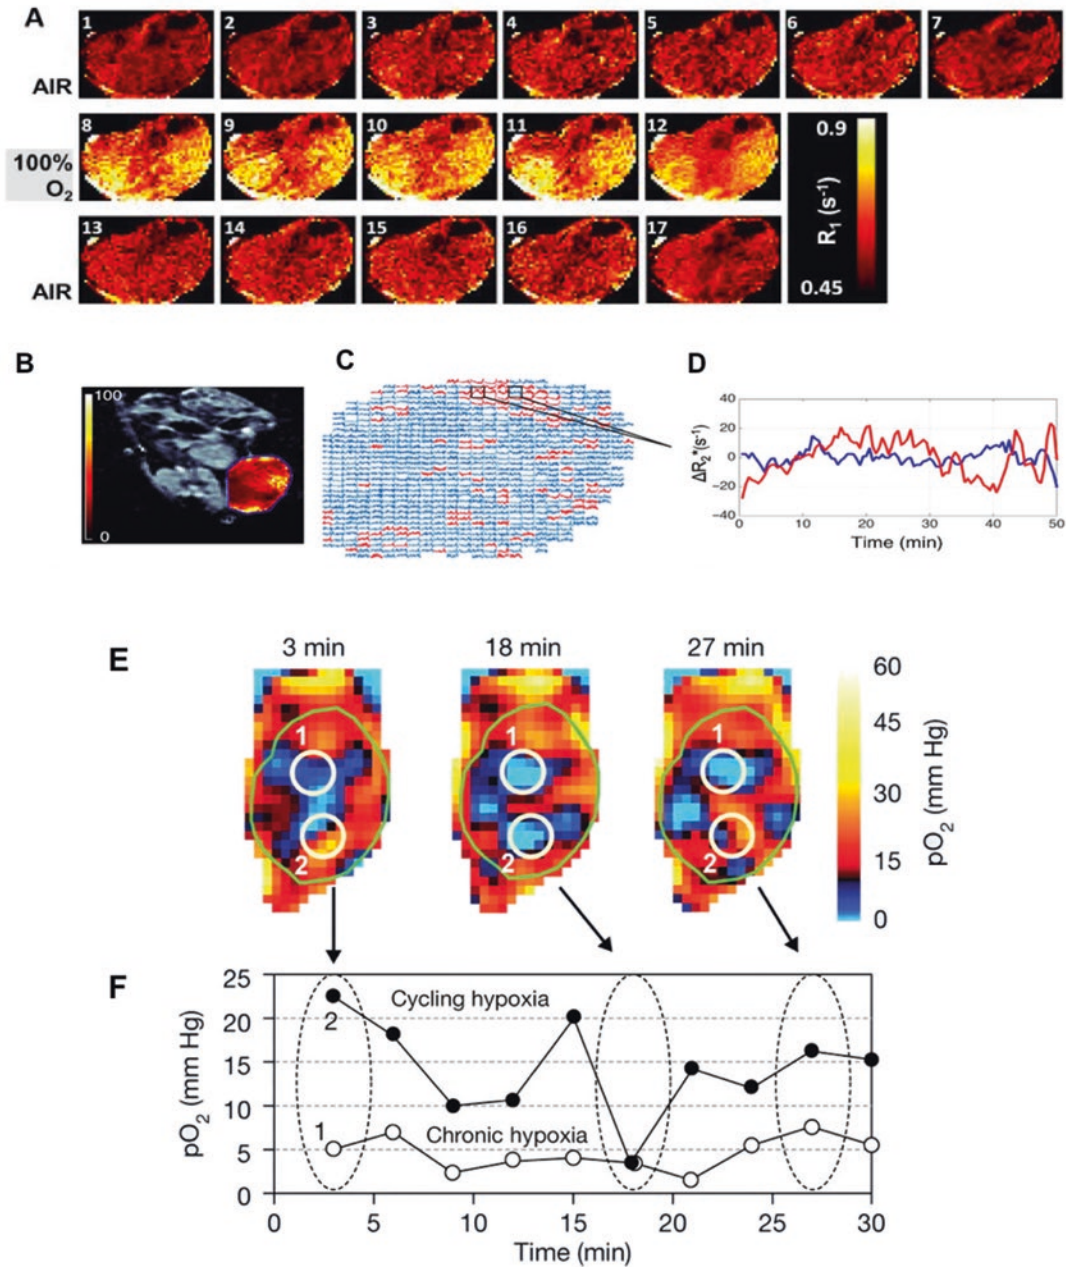 A
1 2 3 4 5 6 7
AIR
8 9 10 11 12
100%
O₂
0.9
R₁ (s⁻¹)
0.45
13 14 15 16 17
AIR
B
100
0
C
D
40
20
0
−20
−40
ΔR₂*(s⁻¹)
0 10 20 30 40 50
Time (min)
E
3 min 18 min 27 min
1 1 1
2 2 2
60
45
30
15
0
pO₂ (mm Hg)
F
25
20
15
10
5
0
pO₂ (mm Hg)
Cycling hypoxia
2
1
Chronic hypoxia
0 5 10 15 20 25 30
Time (min)